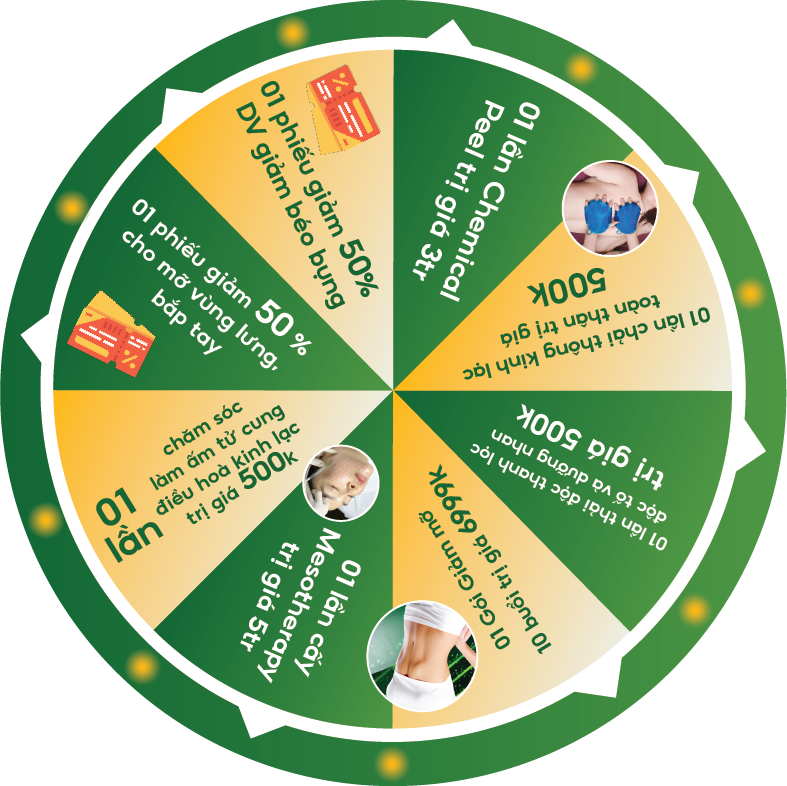 01 lần Chemical
Peel trị giá 3tr
01 lần chải thông kinh lạc
toàn thân trị giá
500k
01 lần thải độc thanh lọc
độc tố và dưỡng nhan
trị giá 500k
01 Gói Giảm mỡ
10 buổi trị giá 6999k
01 lần cấy
Mesotherapy
trị giá 5tr
01
lần
chăm sóc
làm ấm tử cung
điều hoà kinh lạc
trị giá 500k
01 phiếu giảm 50 %
cho mỡ vùng lưng,
bắp tay
01 phiếu giảm 50%
DV giảm béo bụng